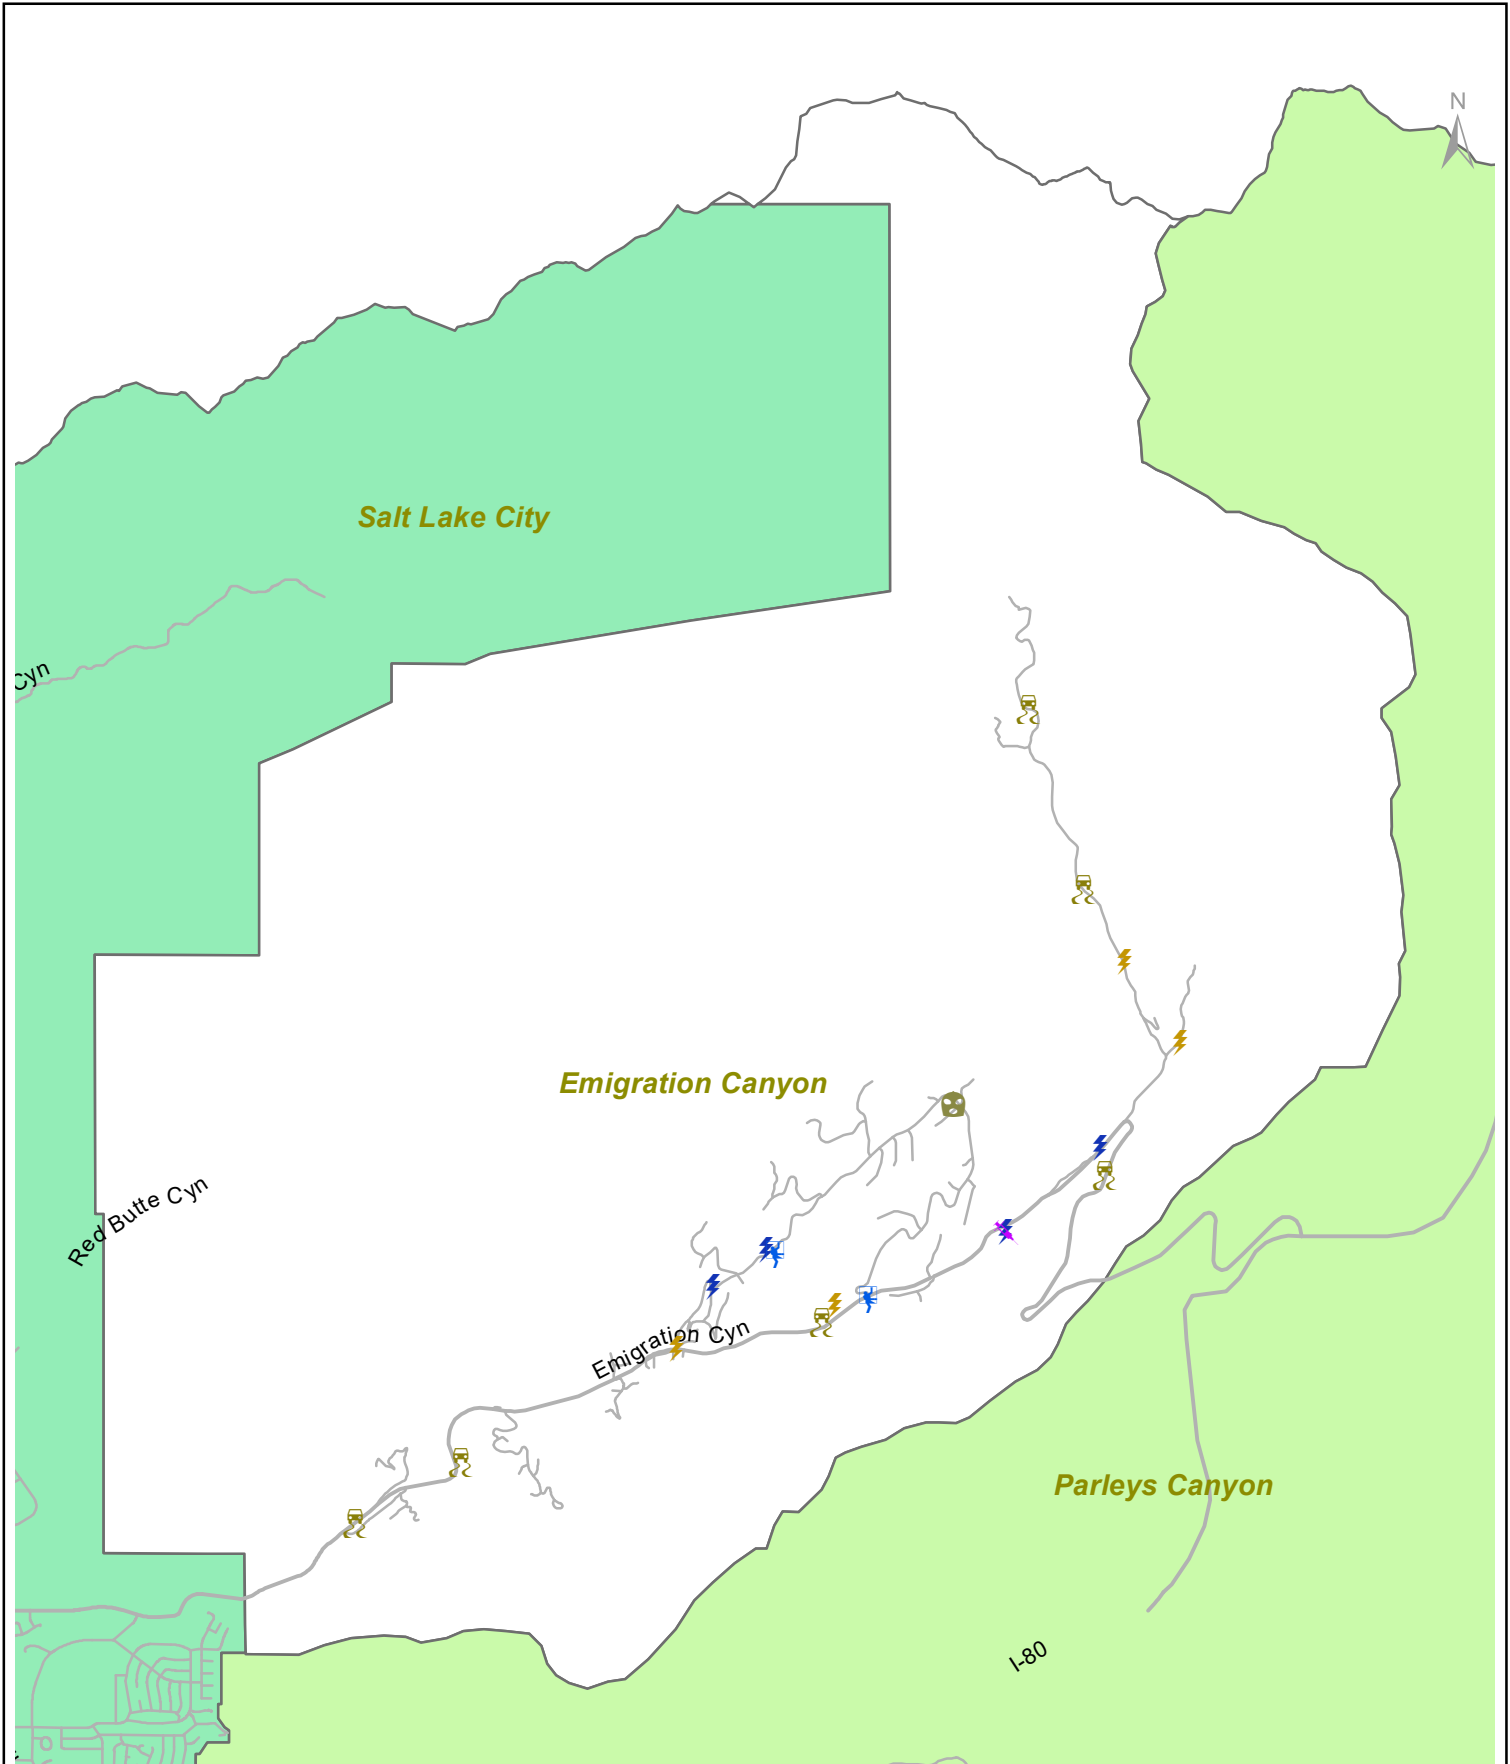 N
Salt Lake City
Cyn
Emigration Canyon
Red Butte Cyn
Emigration Cyn
Parleys Canyon
I-80